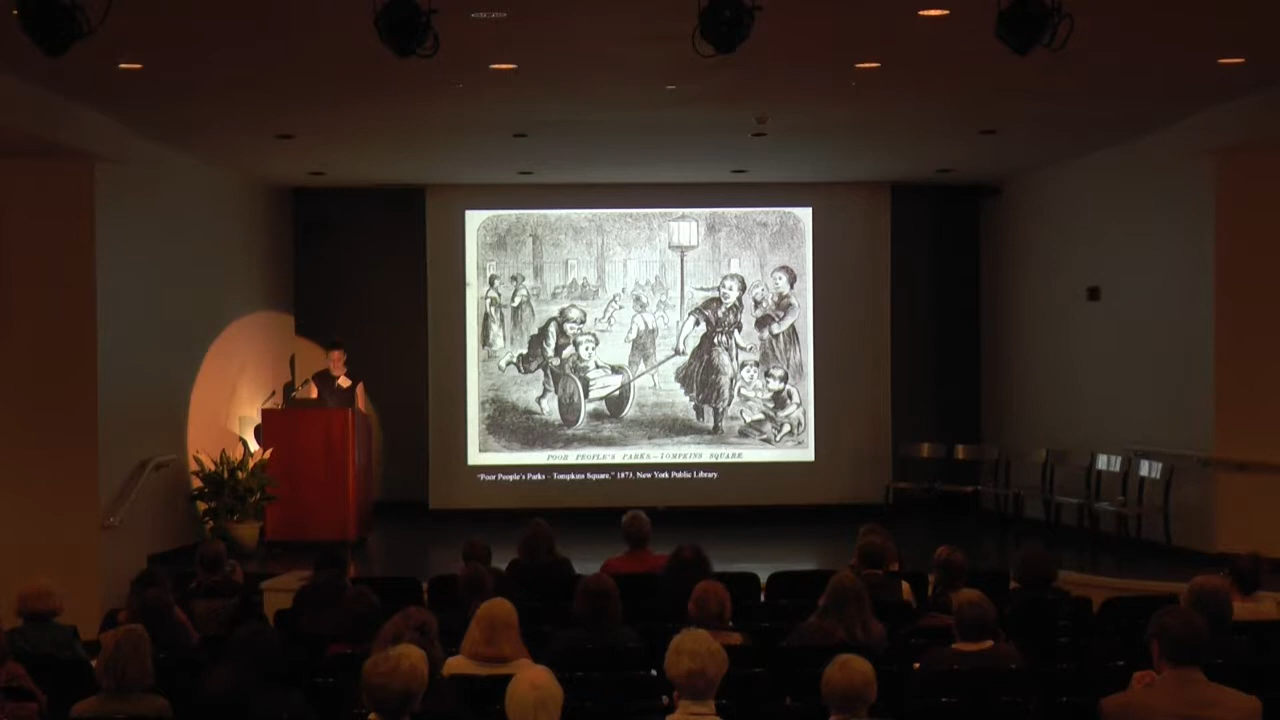 POOR PEOPLE'S PARKS.—TOMPKINS SQUARE.
"Poor People's Parks – Tompkins Square," 1873, New York Public Library.